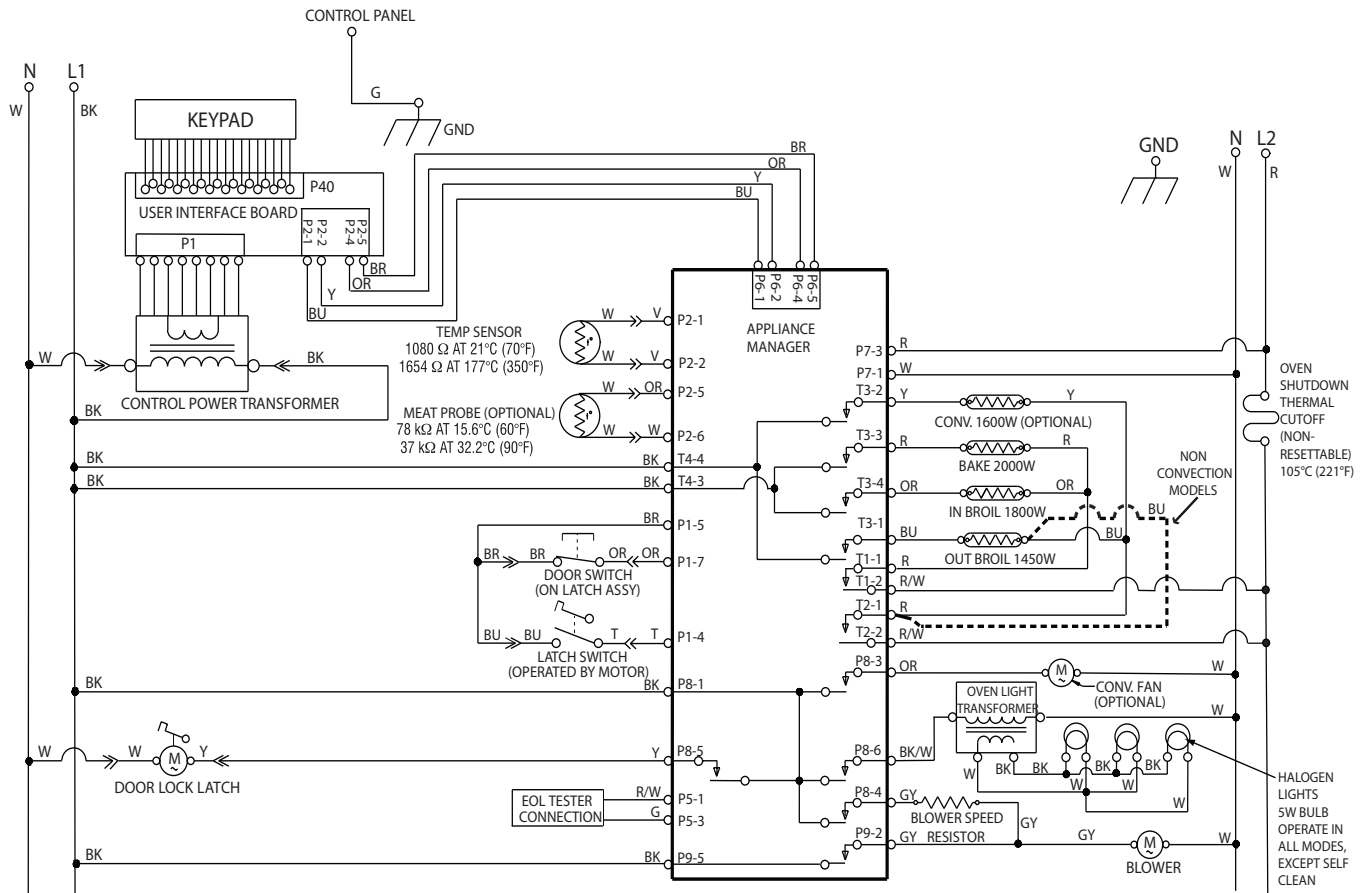 CONTROL PANEL
N
L1
W
BK
G
GND
KEYPAD
P40
USER INTERFACE BOARD
P2-1
P2-2
P2-4
P2-5
P1
BR
OR
Y
BU
BR
OR
Y
BU
W
BK
CONTROL POWER TRANSFORMER
BK
GND
N
L2
W
R
P6-1
P6-2
P6-4
P6-5
APPLIANCE
MANAGER
TEMP SENSOR
1080 Ω AT 21°C (70°F)
1654 Ω AT 177°C (350°F)
W
V
P2-1
W
V
P2-2
MEAT PROBE (OPTIONAL)
78 kΩ AT 15.6°C (60°F)
37 kΩ AT 32.2°C (90°F)
W
OR
P2-5
W
W
P2-6
BK
BK
T4-4
BK
BK
T4-3
BR
P1-5
BR
BR
OR
OR
P1-7
DOOR SWITCH
(ON LATCH ASSY)
BU
BU
T
T
P1-4
LATCH SWITCH
(OPERATED BY MOTOR)
BK
BK
P8-1
W
W
M
~
Y
Y
P8-5
DOOR LOCK LATCH
EOL TESTER
CONNECTION
R/W
P5-1
G
P5-3
BK
BK
P9-5
P7-3
R
P7-1
W
T3-2
Y
Y
CONV. 1600W (OPTIONAL)
T3-3
R
R
BAKE 2000W
T3-4
OR
OR
IN BROIL 1800W
T3-1
BU
BU
BU
OUT BROIL 1450W
NON
CONVECTION
MODELS
T1-1
R
T1-2
R/W
T2-1
R
T2-2
R/W
OVEN
SHUTDOWN
THERMAL
CUTOFF
(NON-
RESETTABLE)
105°C (221°F)
P8-3
OR
M
~
W
CONV. FAN
(OPTIONAL)
OVEN LIGHT
TRANSFORMER
W
P8-6
BK/W
W
BK
BK
BK
BK
BK
W
W
W
P8-4
GY
BLOWER SPEED
RESISTOR
GY
P9-2
GY
GY
M
~
W
BLOWER
HALOGEN
LIGHTS
5W BULB
OPERATE IN
ALL MODES,
EXCEPT SELF
CLEAN